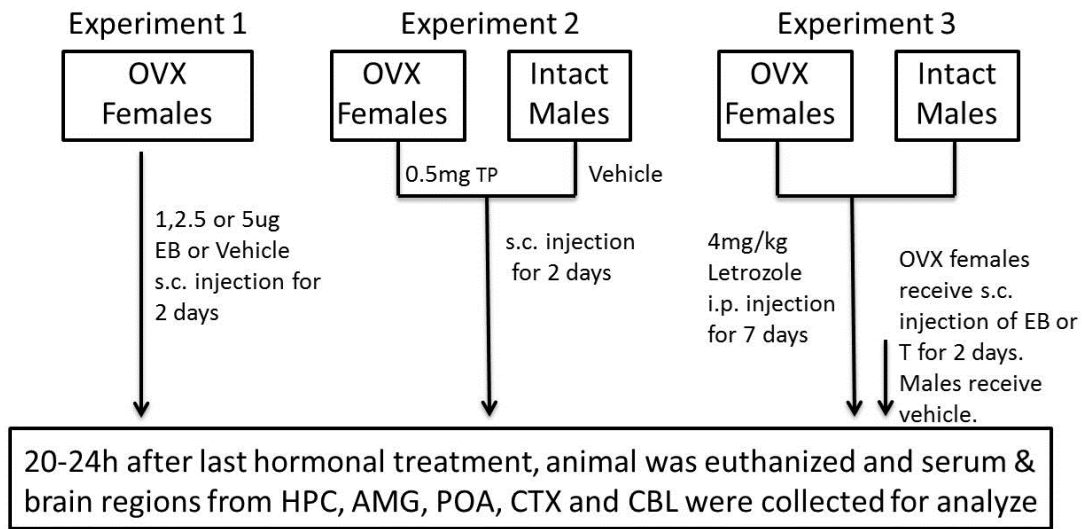 Experiment 1
OVX
Females
1,2.5 or 5ug
EB or Vehicle
s.c. injection for
2 days
Experiment 2
OVX
Females
Intact
Males
0.5mg TP
Vehicle
s.c. injection
for 2 days
Experiment 3
OVX
Females
Intact
Males
4mg/kg
Letrozole
i.p. injection
for 7 days
OVX females
receive s.c.
injection of EB or
T for 2 days.
Males receive
vehicle.
20-24h after last hormonal treatment, animal was euthanized and serum &
brain regions from HPC, AMG, POA, CTX and CBL were collected for analyze